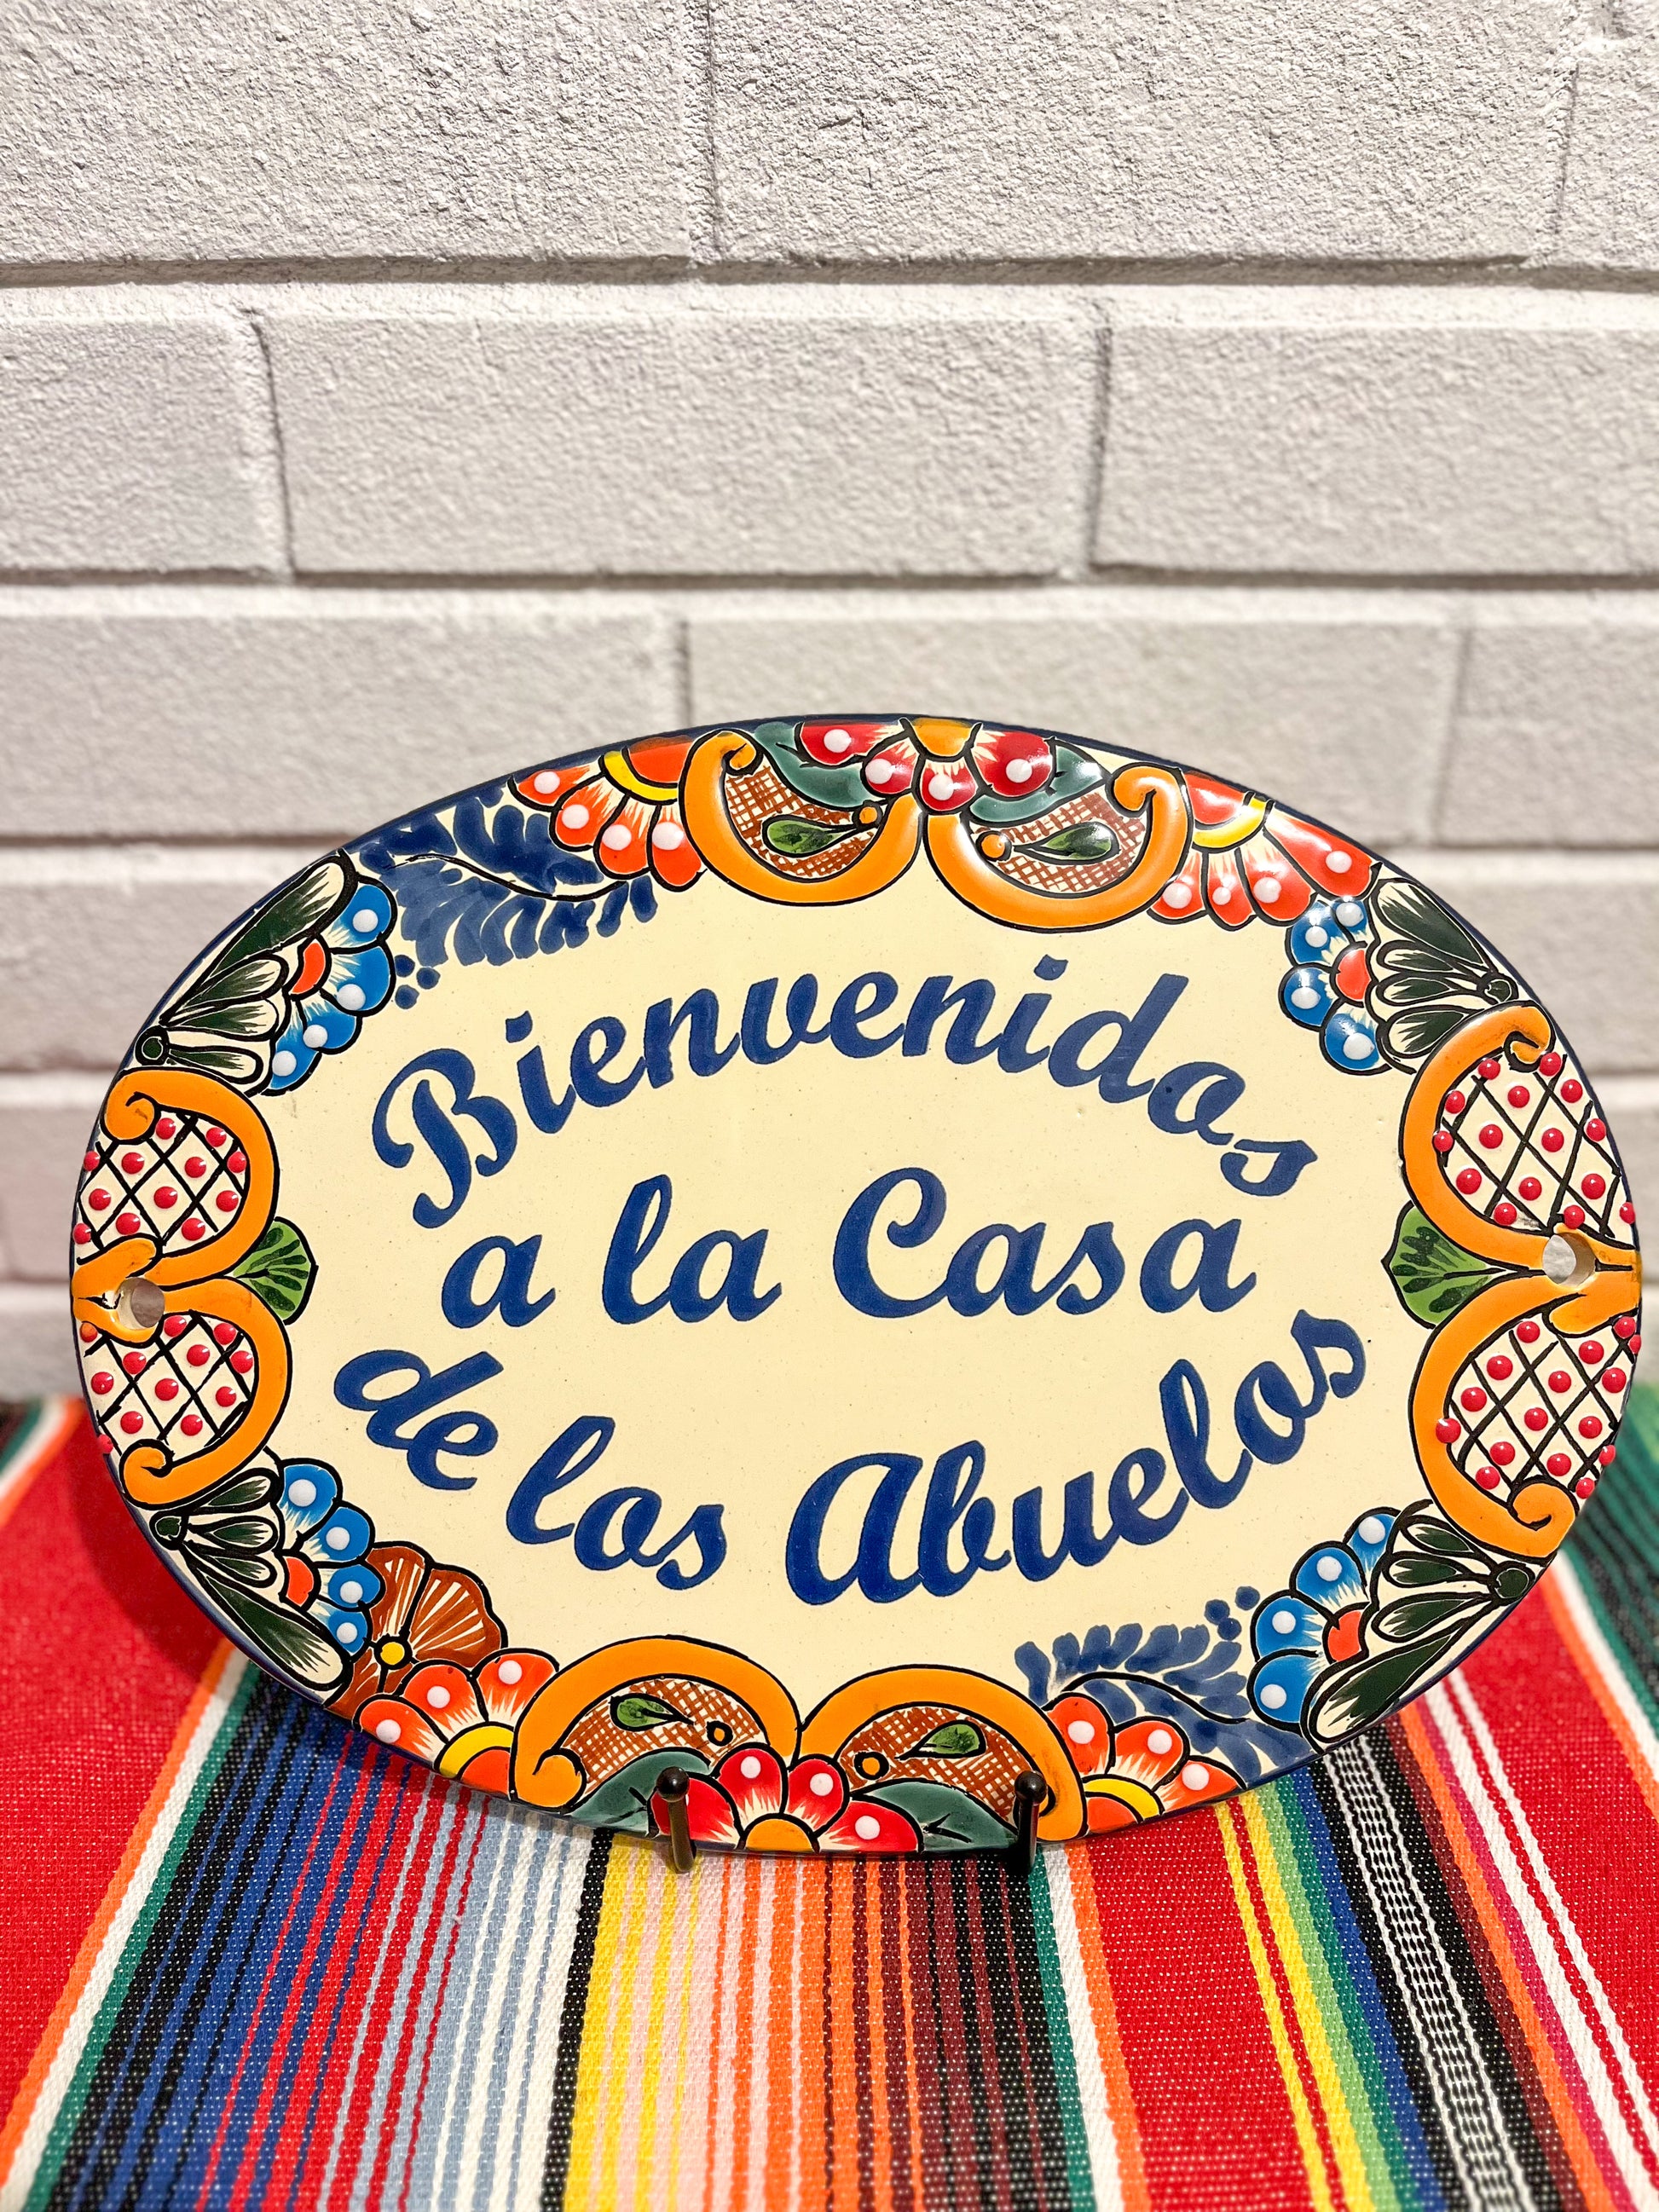 Bienvenidos
a la Casa
de los Abuelos